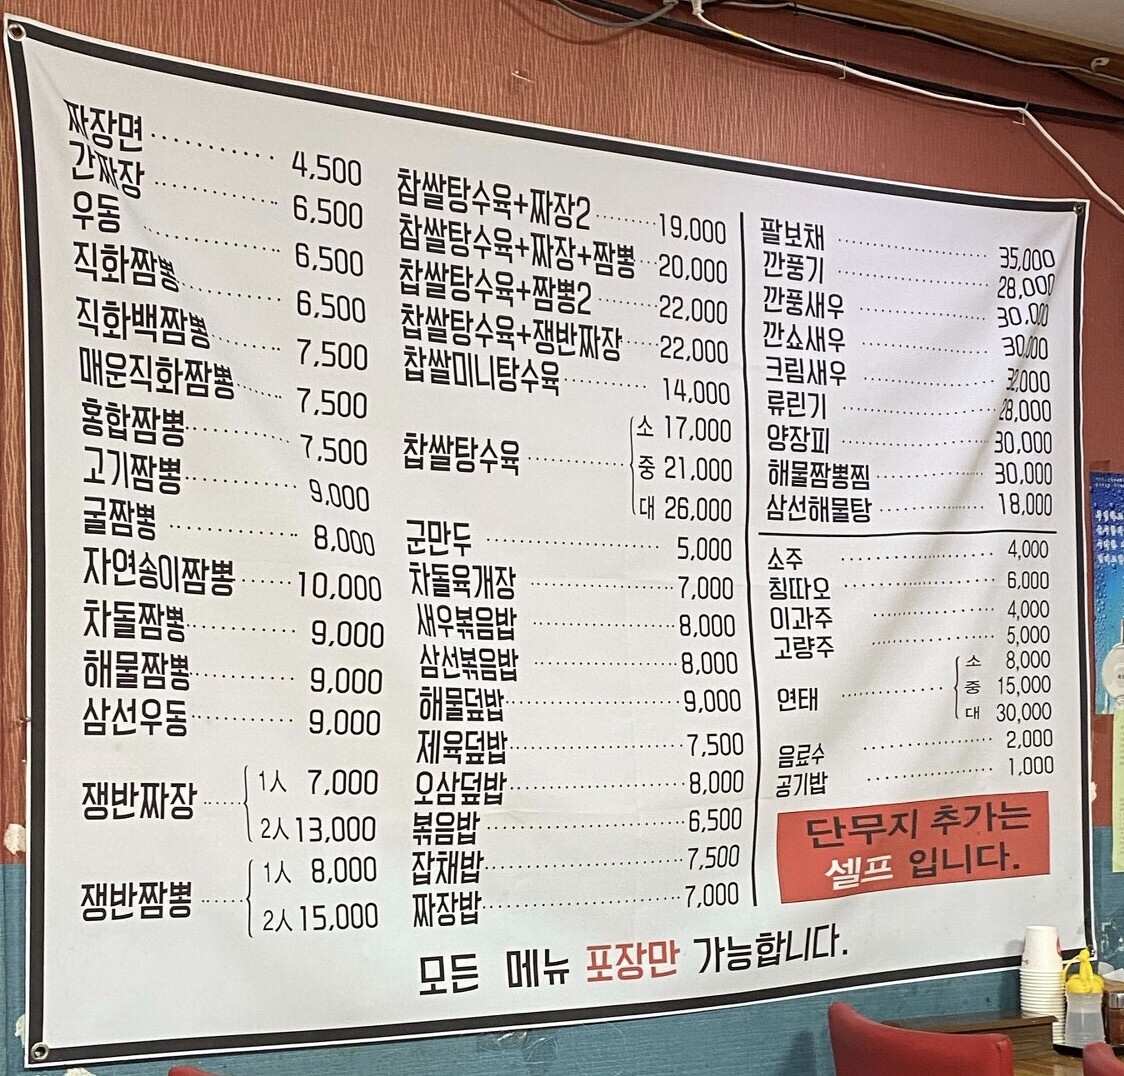 짜장면 4,500
간짜장 6,500
우동 6,500
직화짬뽕 6,500
직화백짬뽕 7,500
매운직화짬뽕 7,500
홍합짬뽕 7,500
고기짬뽕 9,000
굴짬뽕 8,000
자연송이짬뽕 10,000
차돌짬뽕 9,000
해물짬뽕 9,000
삼선우동 9,000
쟁반짜장
1人 7,000
2人 13,000
쟁반짬뽕
1人 8,000
2人 15,000
찹쌀탕수육+짜장2 19,000
찹쌀탕수육+짜장+짬뽕 20,000
찹쌀탕수육+짬뽕2 22,000
찹쌀탕수육+쟁반짜장 22,000
찹쌀미니탕수육 14,000
찹쌀탕수육
소 17,000
중 21,000
대 26,000
군만두 5,000
차돌육개장 7,000
새우볶음밥 8,000
삼선볶음밥 8,000
해물덮밥 9,000
제육덮밥 7,500
오삼덮밥 8,000
볶음밥 6,500
잡채밥 7,500
짜장밥 7,000
팔보채 35,000
깐풍기 28,000
깐풍새우 30,000
깐쇼새우 30,000
크림새우 32,000
류린기 28,000
양장피 30,000
해물짬뽕찜 30,000
삼선해물탕 18,000
소주 4,000
칭따오 6,000
이과주 4,000
고량주 5,000
연태
소 8,000
중 15,000
대 30,000
음료수 2,000
공기밥 1,000
단무지 추가는
셀프 입니다.
모든 메뉴 포장만 가능합니다.